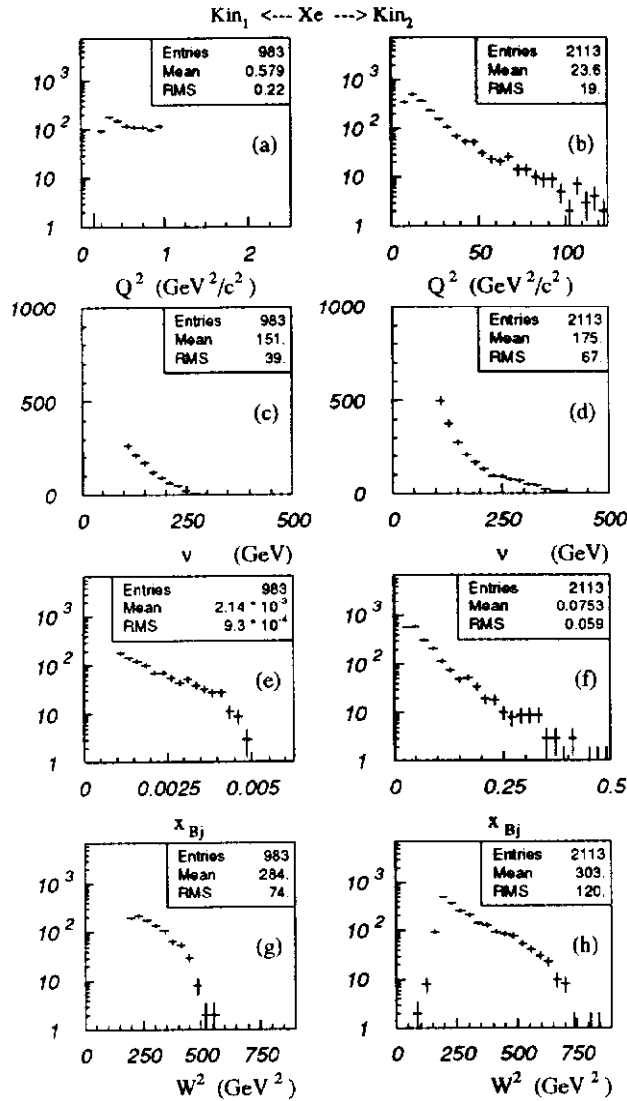 Kin₁ <--- Xe ---> Kin₂
Entries 983
Mean 0.579
RMS 0.22
10³
10²
10
1
(a)
0 1 2
Q² (GeV²/c²)
Entries 2113
Mean 23.6
RMS 19.
10³
10²
10
1
(b)
0 50 100
Q² (GeV²/c²)
Entries 983
Mean 151.
RMS 39.
1000
500
0
(c)
0 250 500
ν (GeV)
Entries 2113
Mean 175.
RMS 67.
1000
500
0
(d)
0 250 500
ν (GeV)
Entries 983
Mean 2.14 * 10⁻³
RMS 9.3 * 10⁻⁴
10³
10²
10
1
(e)
0 0.0025 0.005
x Bj
Entries 2113
Mean 0.0753
RMS 0.059
10³
10²
10
1
(f)
0 0.25 0.5
x Bj
Entries 983
Mean 284.
RMS 74.
10³
10²
10
1
(g)
0 250 500 750
W² (GeV²)
Entries 2113
Mean 303.
RMS 120.
10³
10²
10
1
(h)
0 250 500 750
W² (GeV²)